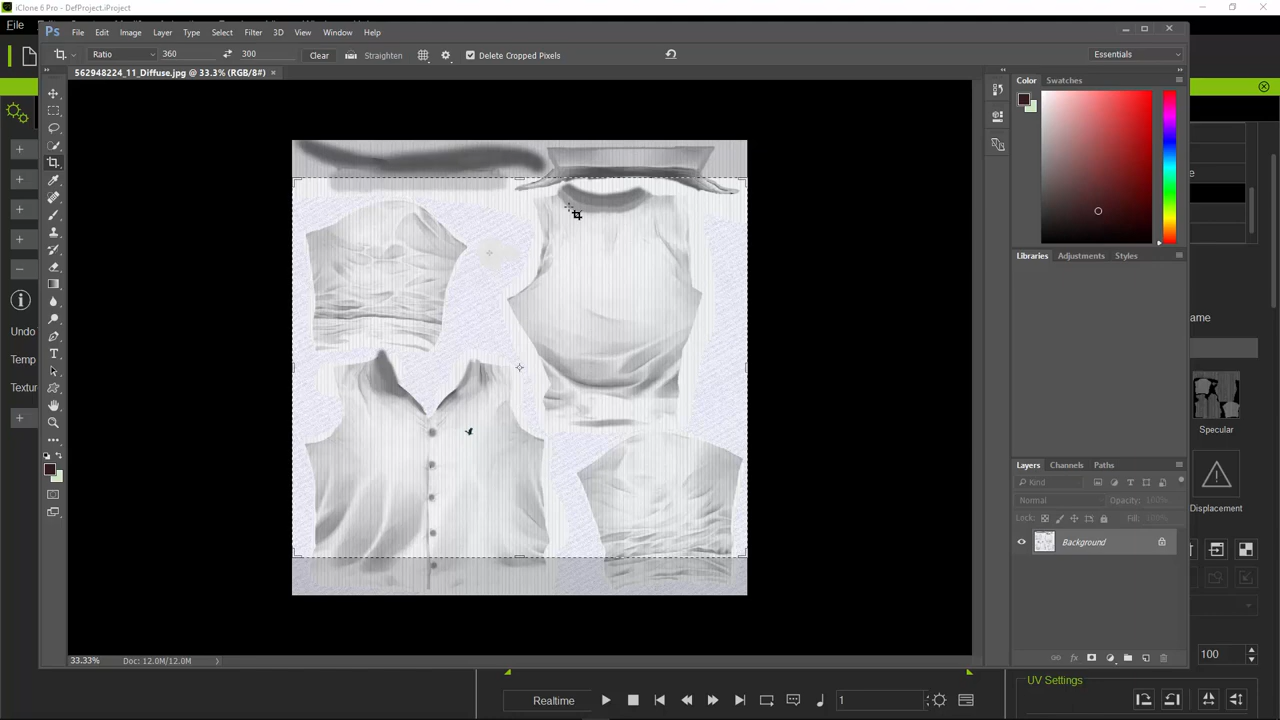 iClone 6 Pro - DefProject.iProject
File
Ps File Edit Image Layer Type Select Filter 3D View Window Help
Ratio 360 300 Clear Straighten Delete Cropped Pixels Essentials
562948224_11_Diffuse.jpg @ 33.3% (RGB/8#) ×
Color Swatches
Libraries Adjustments Styles
Undo
Temp
Textur
ame
Specular
Layers Channels Paths
Kind
Normal Opacity: 100%
Displacement
Lock: Fill: 100%
Background
33.33% Doc: 12.0M/12.0M
100
UV Settings
Realtime 1